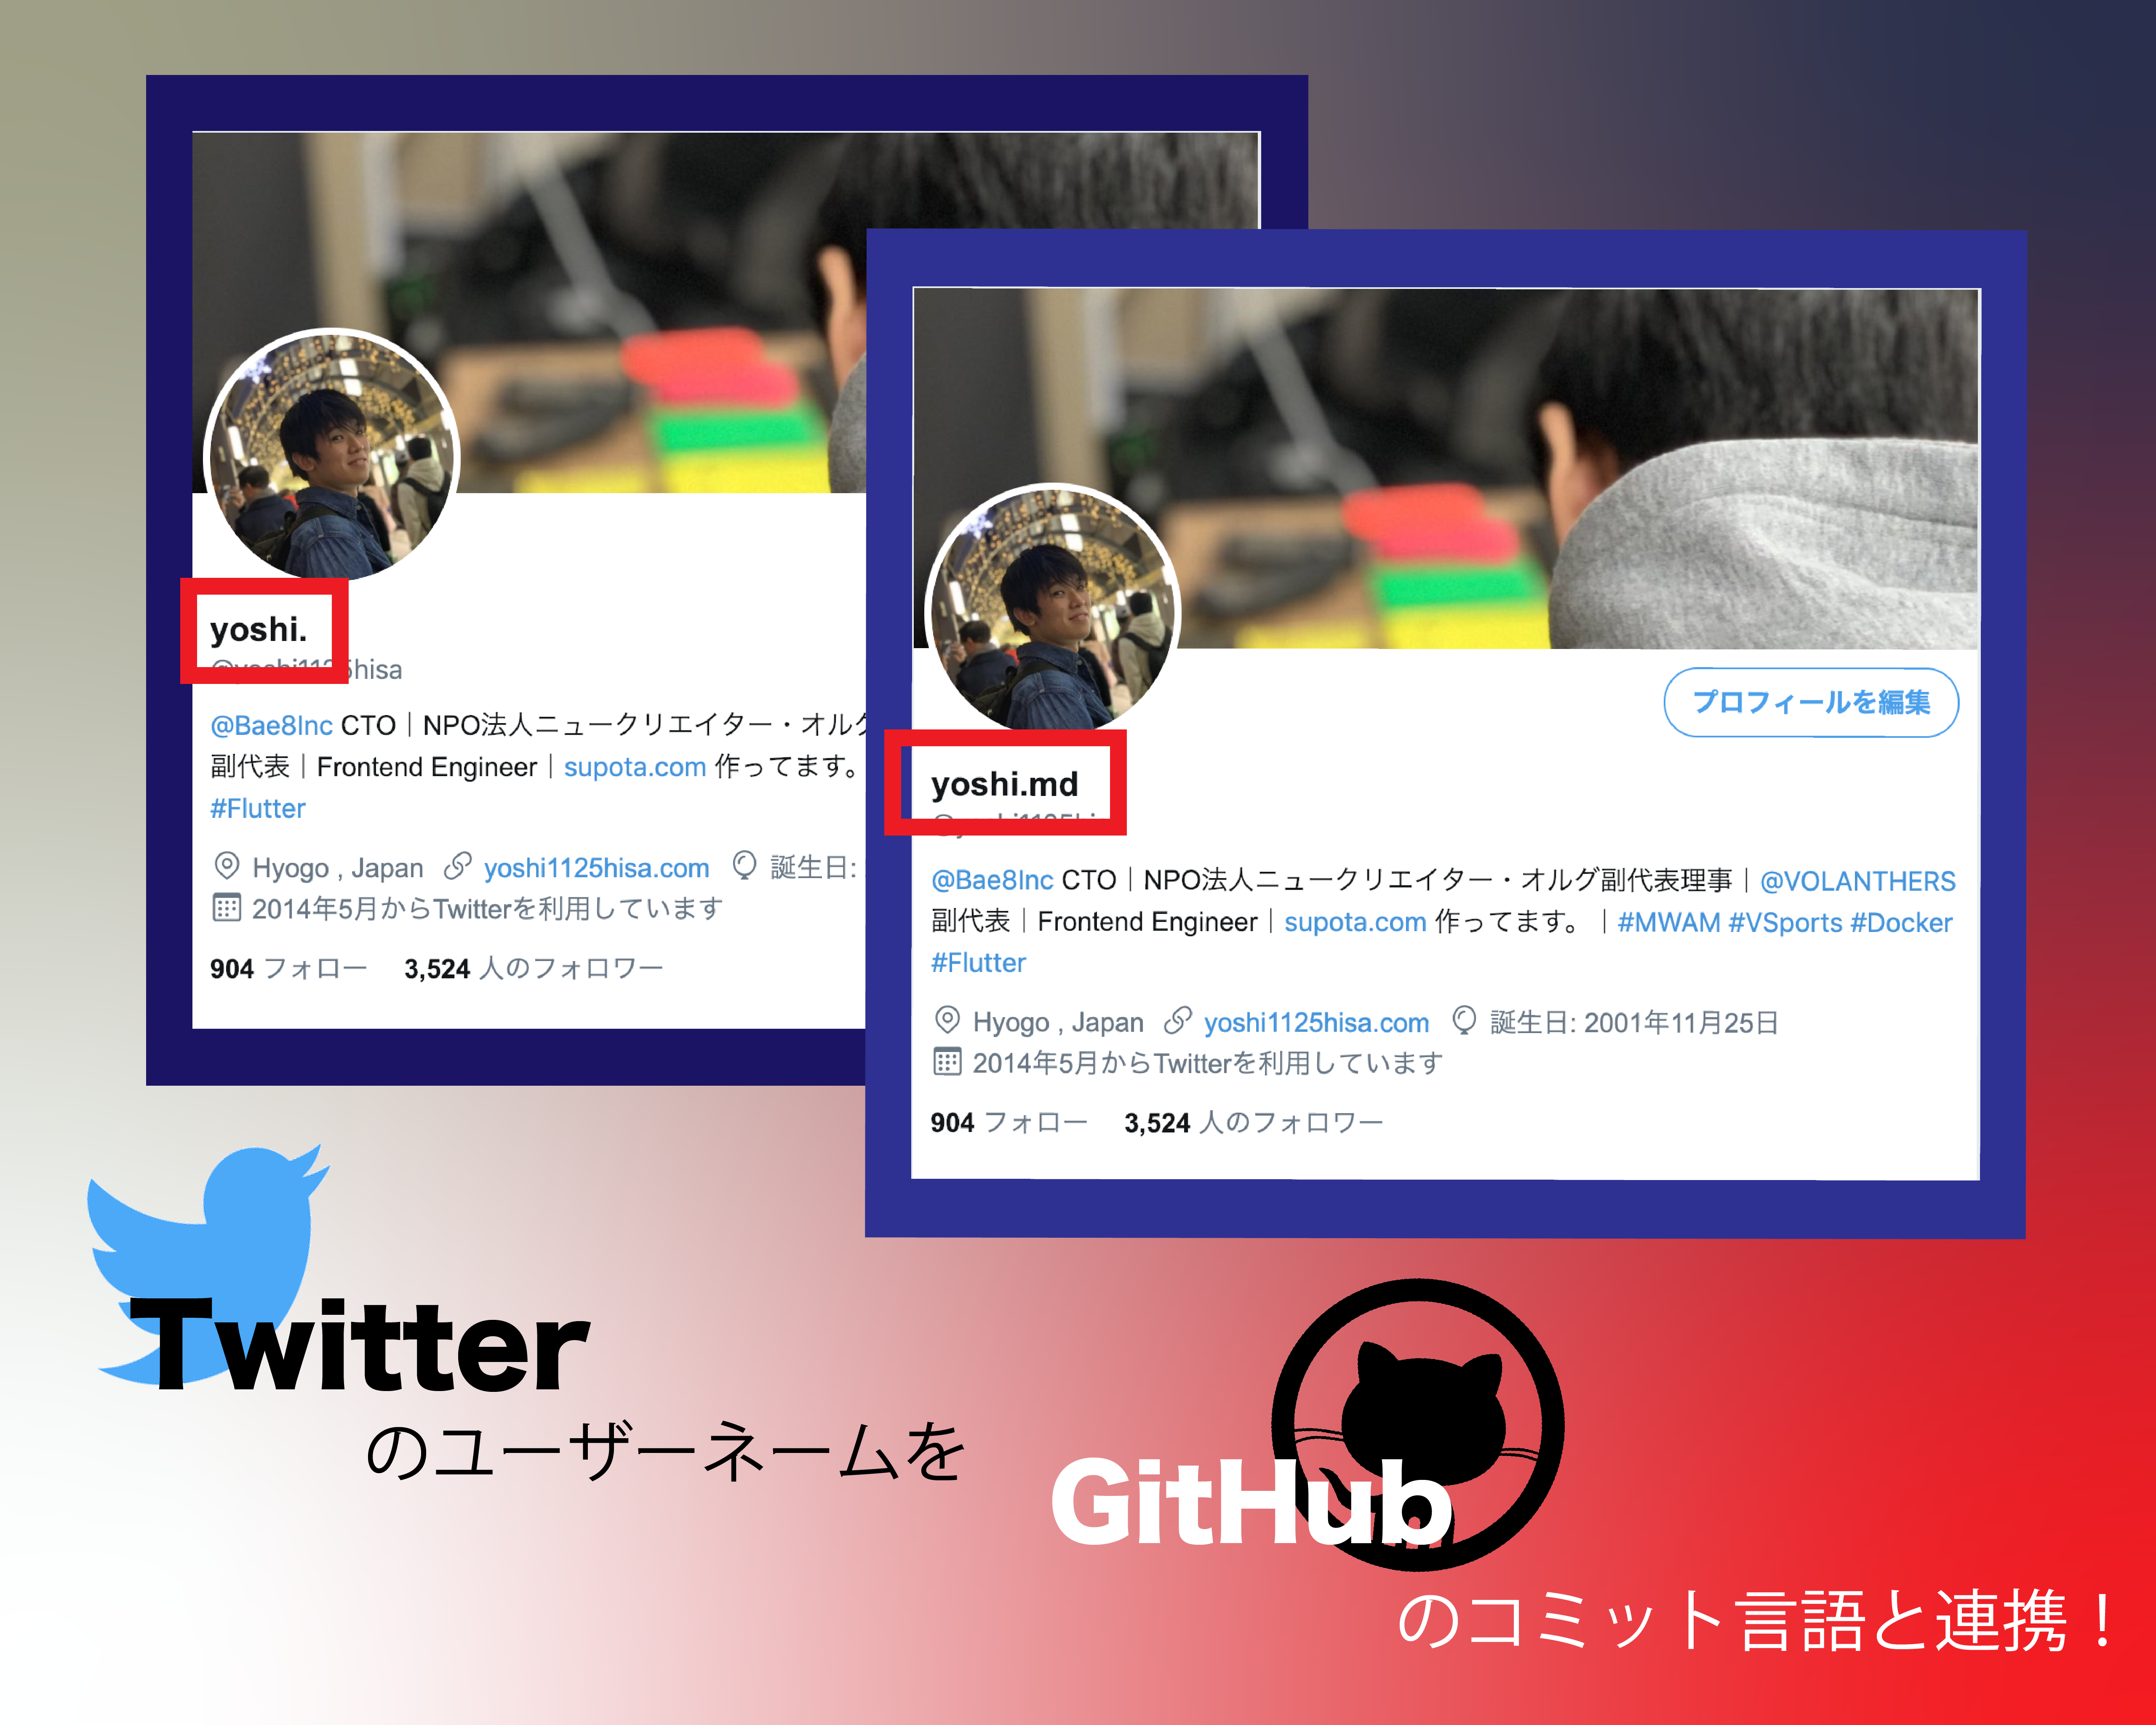 yoshi.
@yoshi1125hisa
@Bae8Inc CTO｜NPO法人ニュークリエイター・オルグ
副代表｜Frontend Engineer｜supota.com 作ってます。
#Flutter
Hyogo , Japan yoshi1125hisa.com 誕生日:
2014年5月からTwitterを利用しています
904 フォロー 3,524 人のフォロワー
プロフィールを編集
yoshi.md
@Bae8Inc CTO｜NPO法人ニュークリエイター・オルグ副代表理事｜@VOLANTHERS
副代表｜Frontend Engineer｜supota.com 作ってます。｜#MWAM #VSports #Docker
#Flutter
Hyogo , Japan yoshi1125hisa.com 誕生日: 2001年11月25日
2014年5月からTwitterを利用しています
904 フォロー 3,524 人のフォロワー
Twitter
のユーザーネームを
GitHub
のコミット言語と連携！